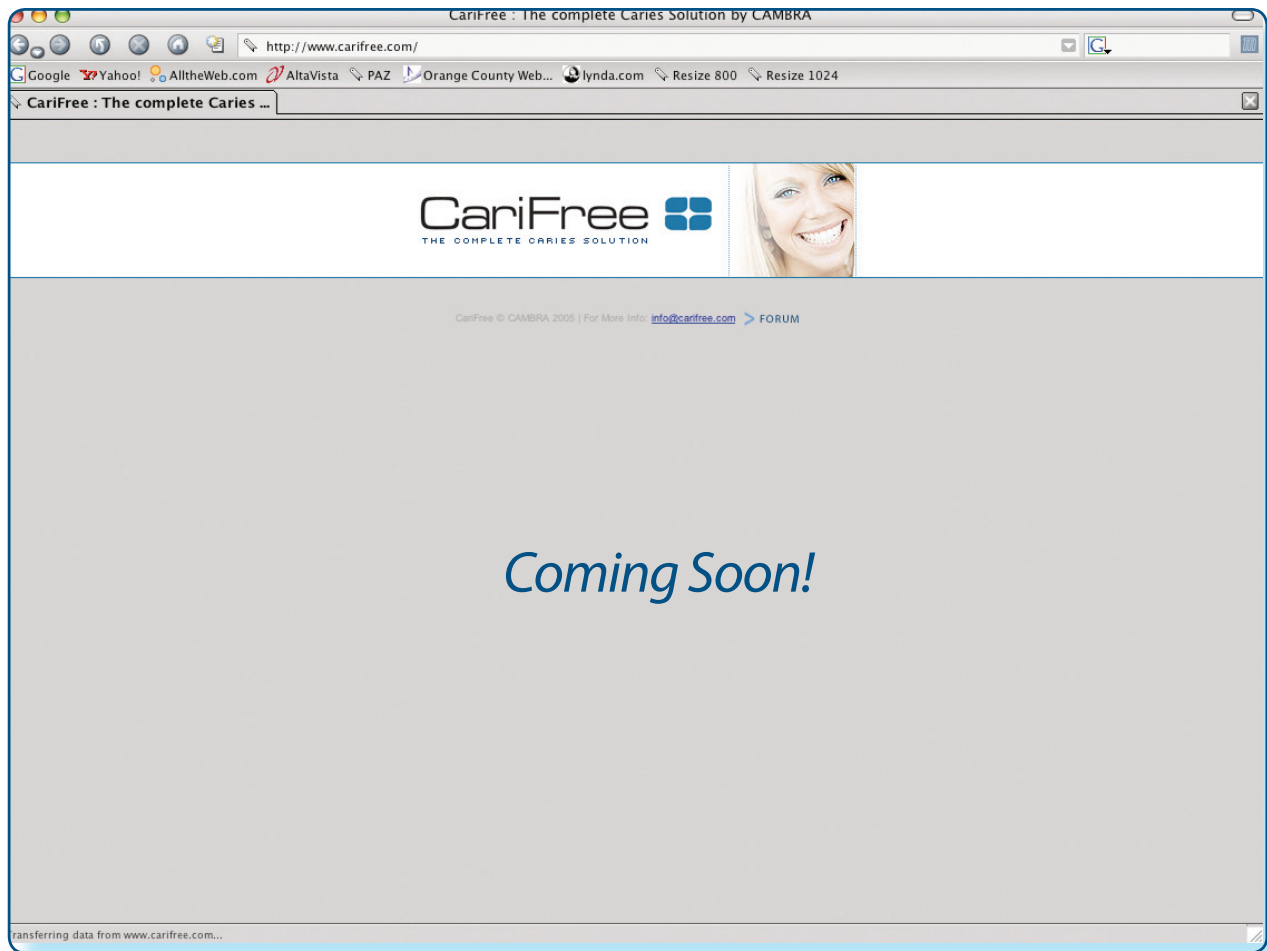 CariFree : The complete Caries Solution by CAMBRA
http://www.carifree.com/
G
Google Yahoo! AlltheWeb.com AltaVista PAZ Orange County Web... lynda.com Resize 800 Resize 1024
CariFree : The complete Caries ...
CariFree
THE COMPLETE CARIES SOLUTION
CariFree © CAMBRA 2005 | For More Info: info@carifree.com > FORUM
Coming Soon!
Transferring data from www.carifree.com...